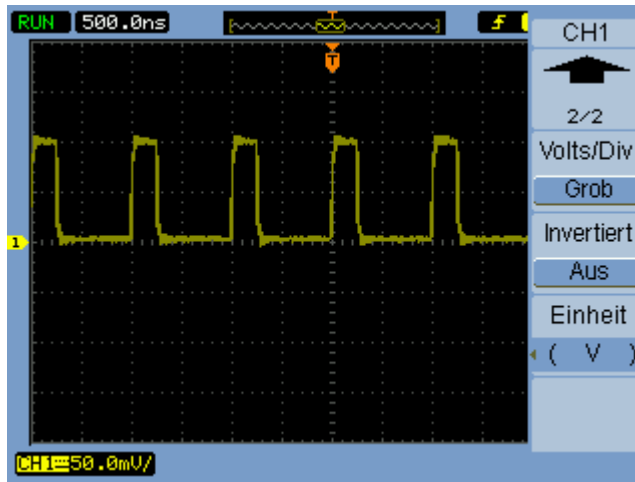 RUN 500.0ns
T
CH1
2/2
Volts/Div
Grob
Invertiert
Aus
Einheit
( V )
1
CH1 50.0mV/